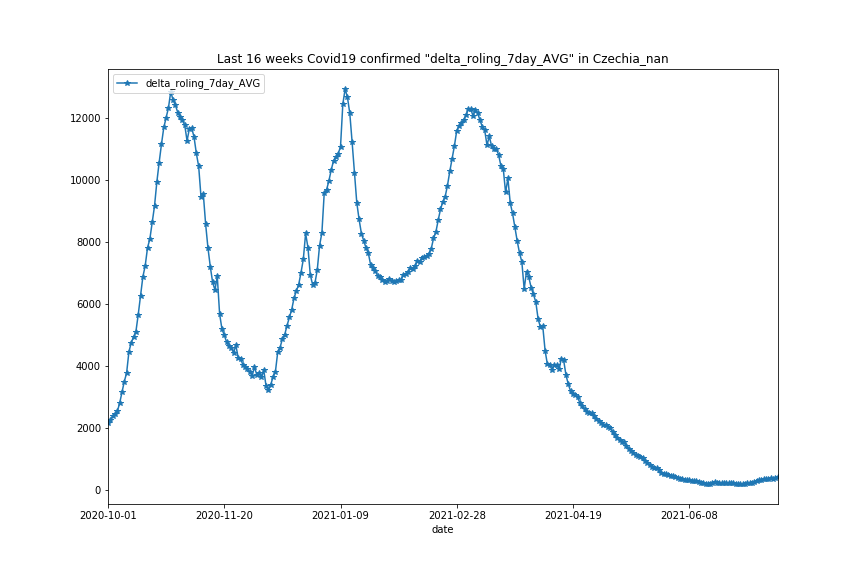 Last 16 weeks Covid19 confirmed "delta_roling_7day_AVG" in Czechia_nan
delta_roling_7day_AVG
12000
10000
8000
6000
4000
2000
0
2020-10-01 2020-11-20 2021-01-09 2021-02-28 2021-04-19 2021-06-08
date